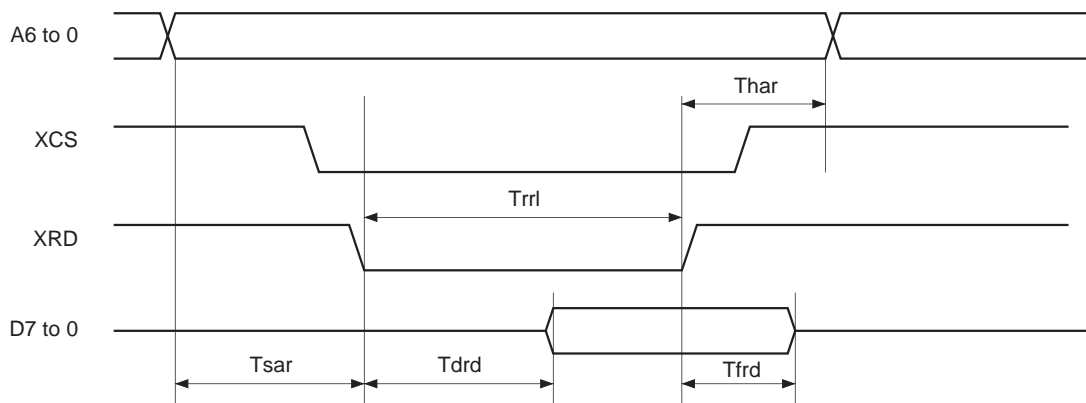 A6 to 0
Thar
XCS
Trrl
XRD
D7 to 0
Tsar
Tdrd
Tfrd